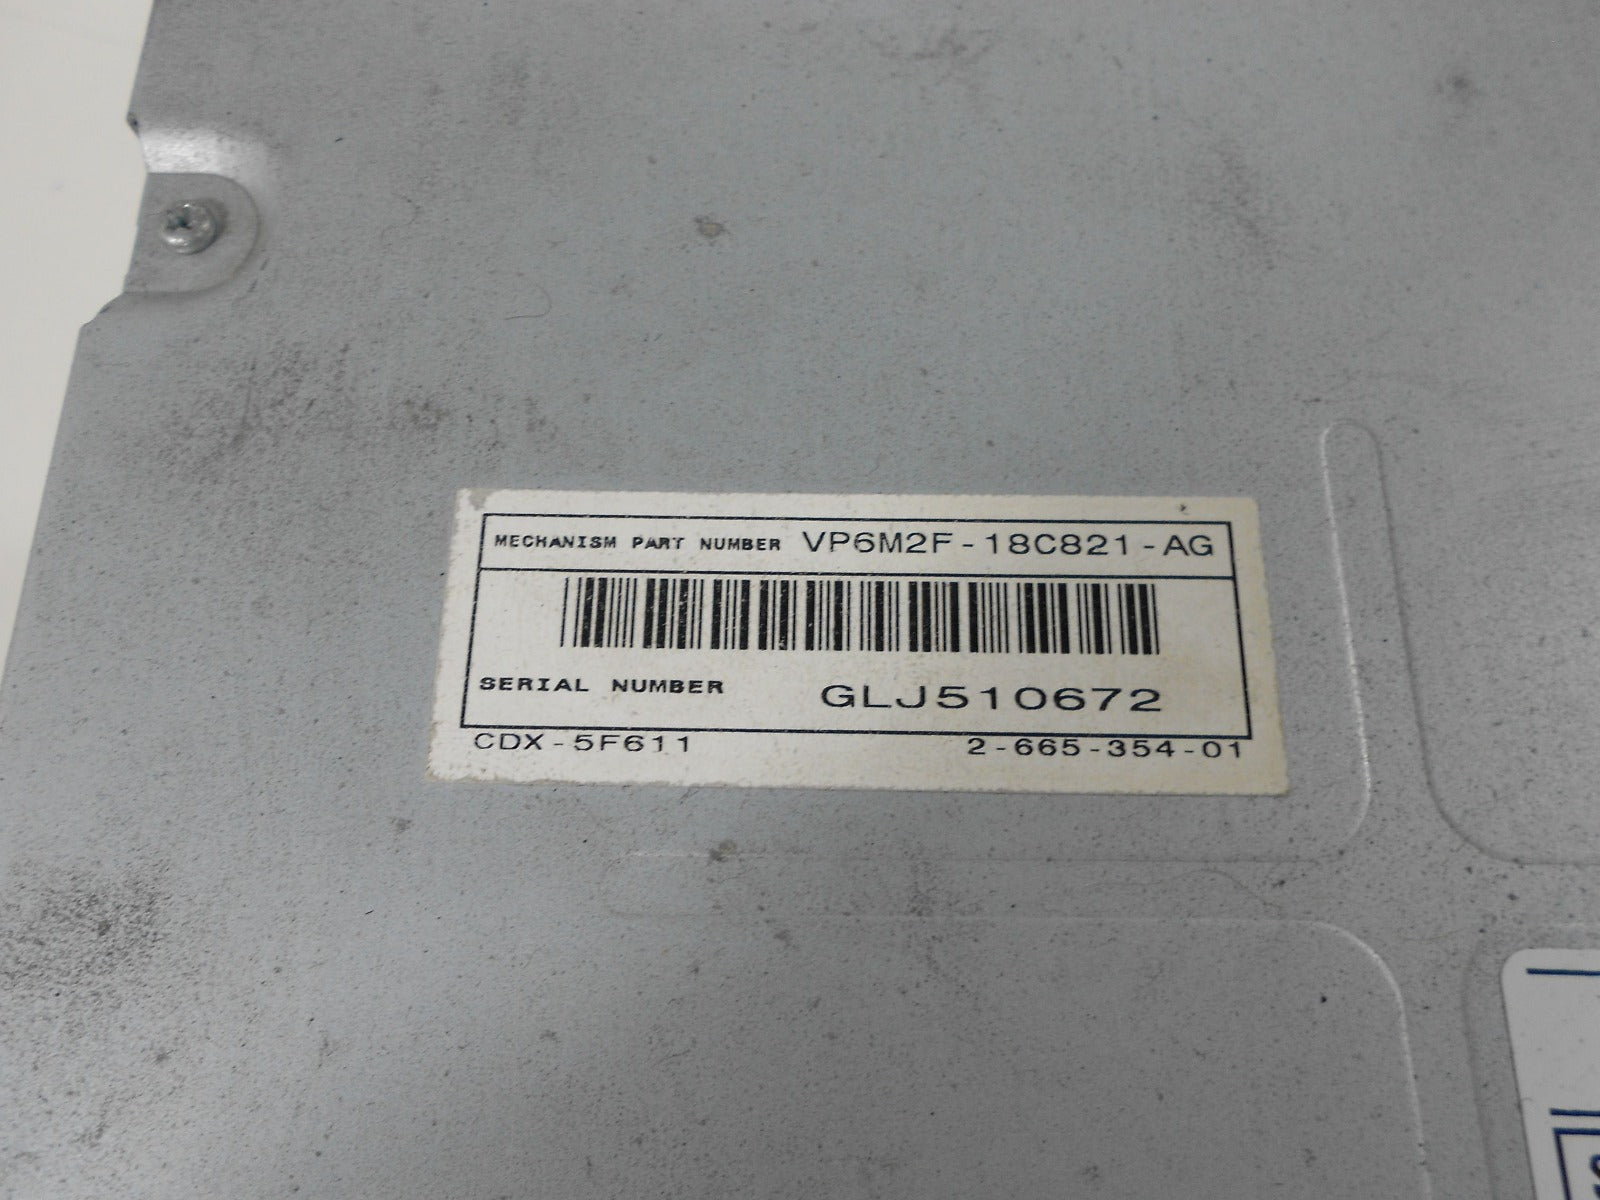 MECHANISM PART NUMBER VP6M2F-18C821-AG
SERIAL NUMBER GLJ510672
CDX-5F611 2-665-354-01